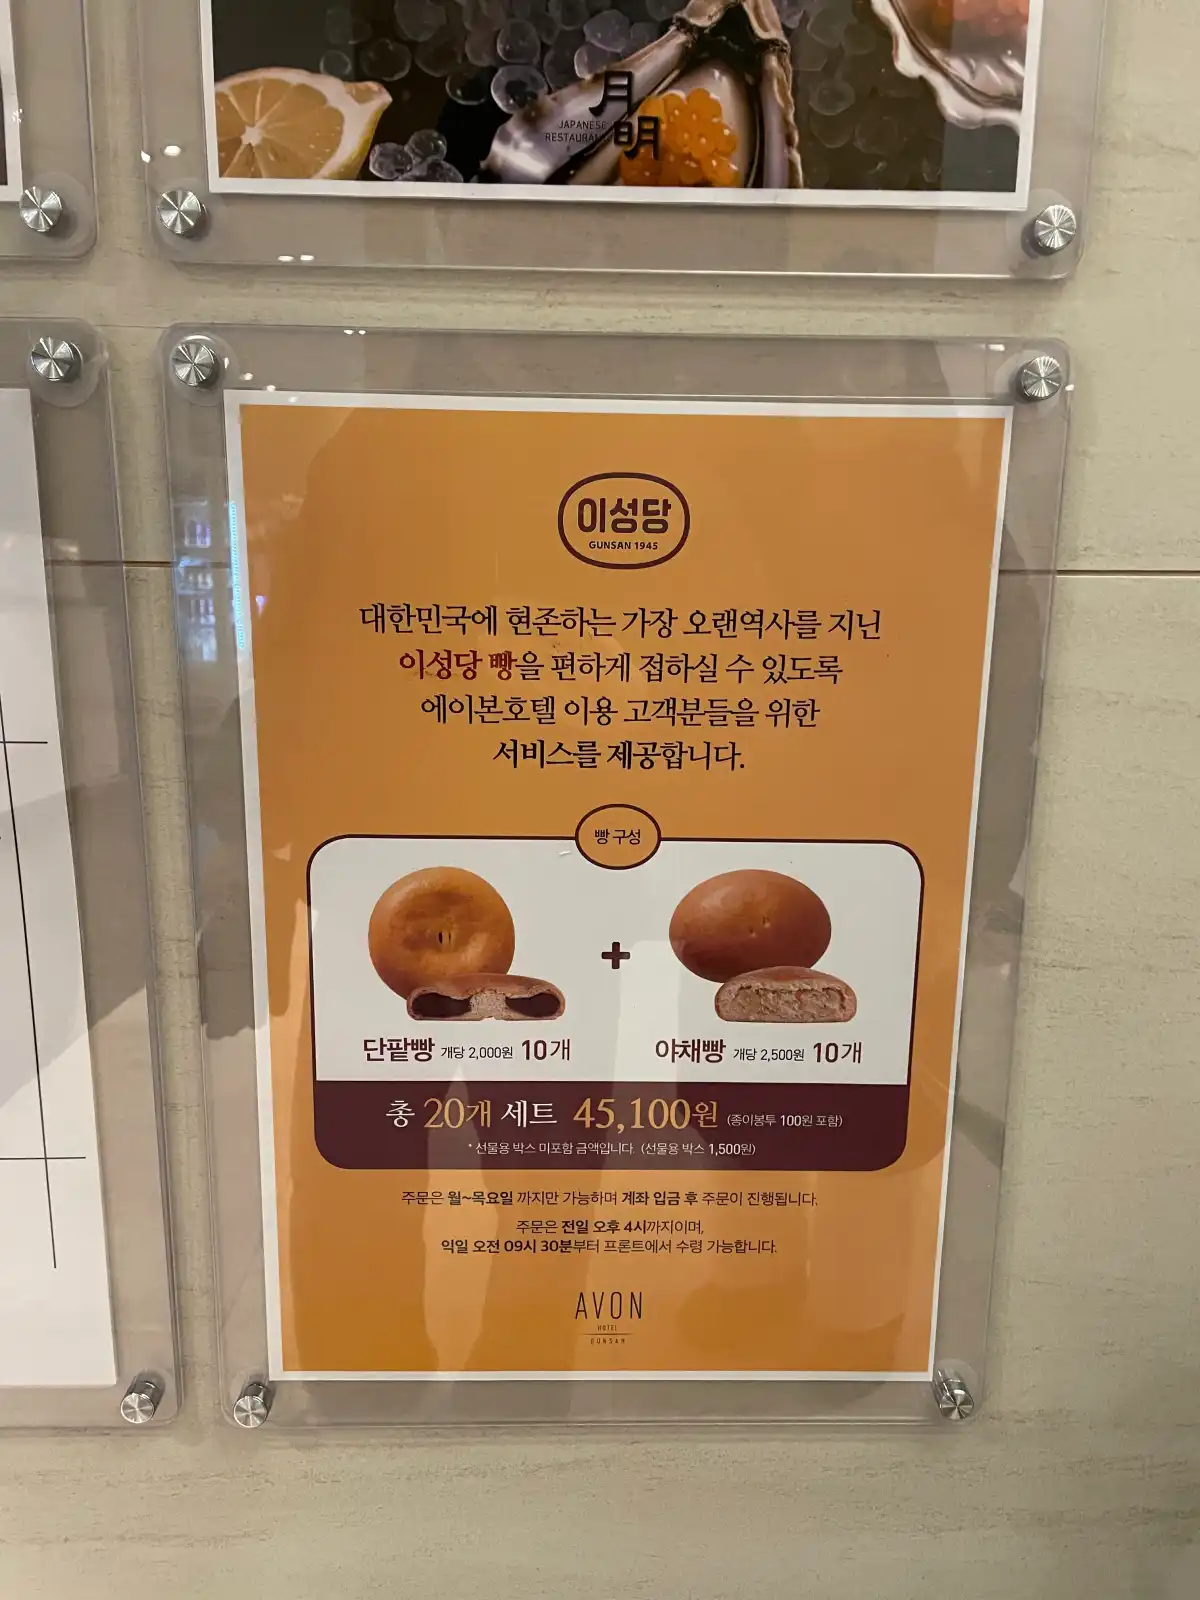 月明
JAPANESE
RESTAURANT
이성당
GUNSAN 1945
대한민국에 현존하는 가장 오랜역사를 지닌
이성당 빵을 편하게 접하실 수 있도록
에이본호텔 이용 고객분들을 위한
서비스를 제공합니다.
빵 구성
+
단팥빵 개당 2,000원 10개
야채빵 개당 2,500원 10개
총 20개 세트 45,100원 (종이봉투 100원 포함)
* 선물용 박스 미포함 금액입니다. (선물용 박스 1,500원)
주문은 월~목요일 까지만 가능하며 계좌 입금 후 주문이 진행됩니다.
주문은 전일 오후 4시까지이며,
익일 오전 09시 30분부터 프론트에서 수령 가능합니다.
AVON
HOTEL
GUNSAN